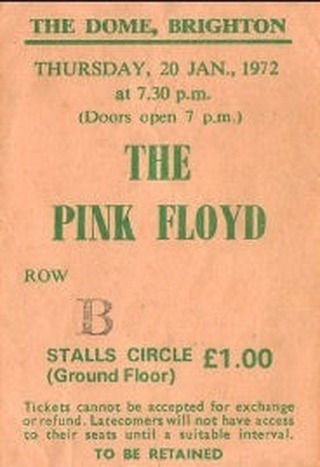 THE DOME, BRIGHTON
THURSDAY, 20 JAN., 1972
at 7.30 p.m.
(Doors open 7 p.m.)
THE
PINK FLOYD
ROW
B
STALLS CIRCLE £1.00
(Ground Floor)
Tickets cannot be accepted for exchange
or refund. Latecomers will not have access
to their seats until a suitable interval.
TO BE RETAINED